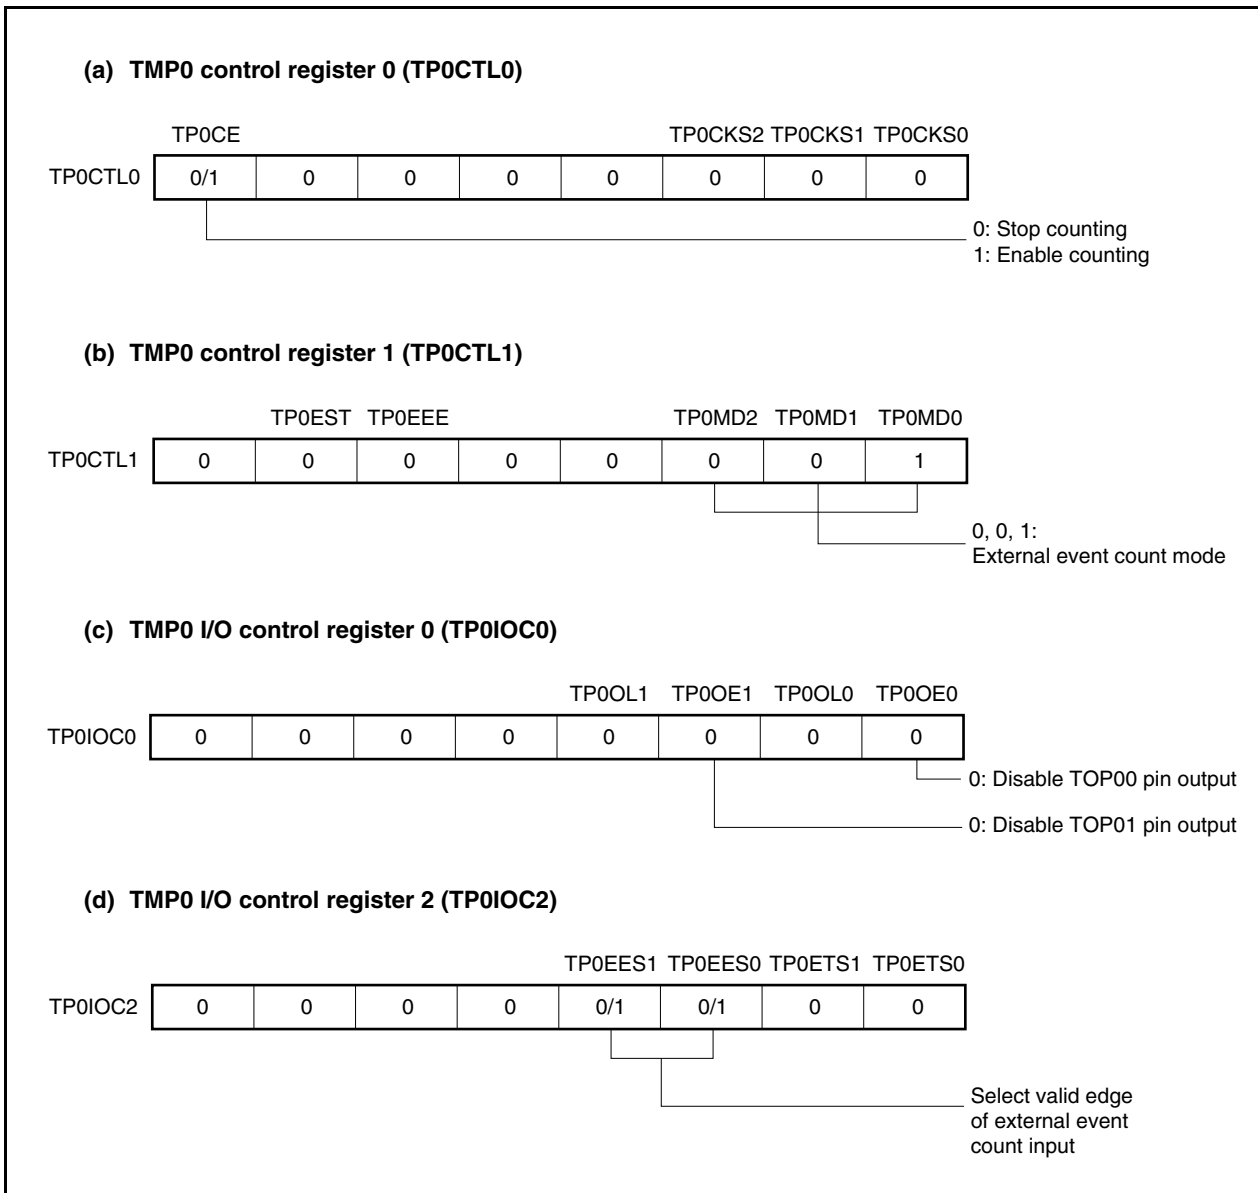 (a) TMP0 control register 0 (TP0CTL0)
TP0CE TP0CKS2 TP0CKS1 TP0CKS0
TP0CTL0 0/1 0 0 0 0 0 0 0
0: Stop counting
1: Enable counting
(b) TMP0 control register 1 (TP0CTL1)
TP0EST TP0EEE TP0MD2 TP0MD1 TP0MD0
TP0CTL1 0 0 0 0 0 0 0 1
0, 0, 1:
External event count mode
(c) TMP0 I/O control register 0 (TP0IOC0)
TP0OL1 TP0OE1 TP0OL0 TP0OE0
TP0IOC0 0 0 0 0 0 0 0 0
0: Disable TOP00 pin output
0: Disable TOP01 pin output
(d) TMP0 I/O control register 2 (TP0IOC2)
TP0EES1 TP0EES0 TP0ETS1 TP0ETS0
TP0IOC2 0 0 0 0 0/1 0/1 0 0
Select valid edge
of external event
count input